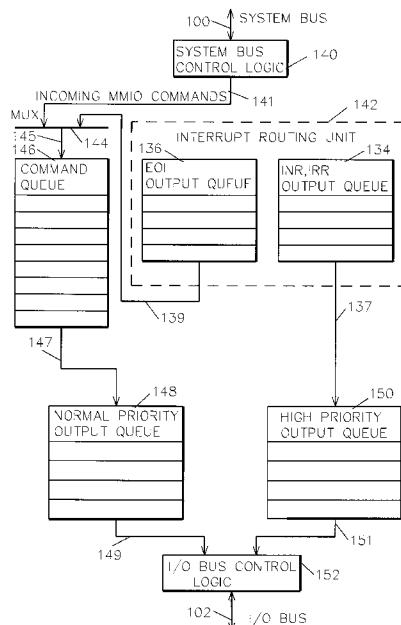 100
SYSTEM BUS
SYSTEM BUS
CONTROL LOGIC
140
INCOMING MMIO COMMANDS
141
142
MUX
145
144
146
INTERRUPT ROUTING UNIT
136
134
COMMAND
QUEUE
EOI
OUTPUT QUEUE
INR,IRR
OUTPUT QUEUE
139
137
147
148
150
NORMAL PRIORITY
OUTPUT QUEUE
HIGH PRIORITY
OUTPUT QUEUE
149
151
I/O BUS CONTROL
LOGIC
152
102
I/O BUS